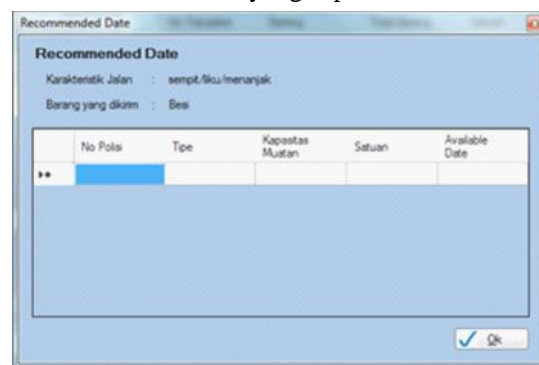 Recommended Date
Recommended Date
Karakteristik Jalan : sempit/liku/menanjak
Barang yang dikirim : Besi
No Polisi Tipe Kapasitas Muatan Satuan Available Date
Ok